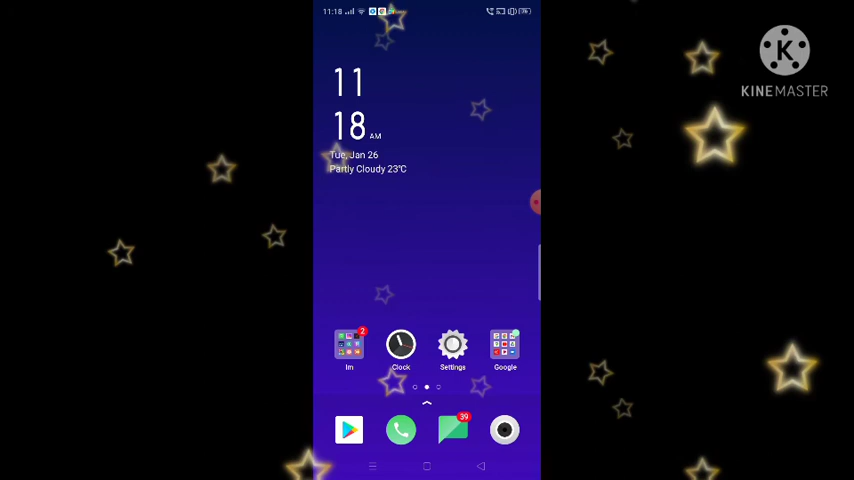 11:18
K
KINEMASTER
11
18 AM
Tue, Jan 26
Partly Cloudy 23°C
2
Im
Clock
Settings
Google
39